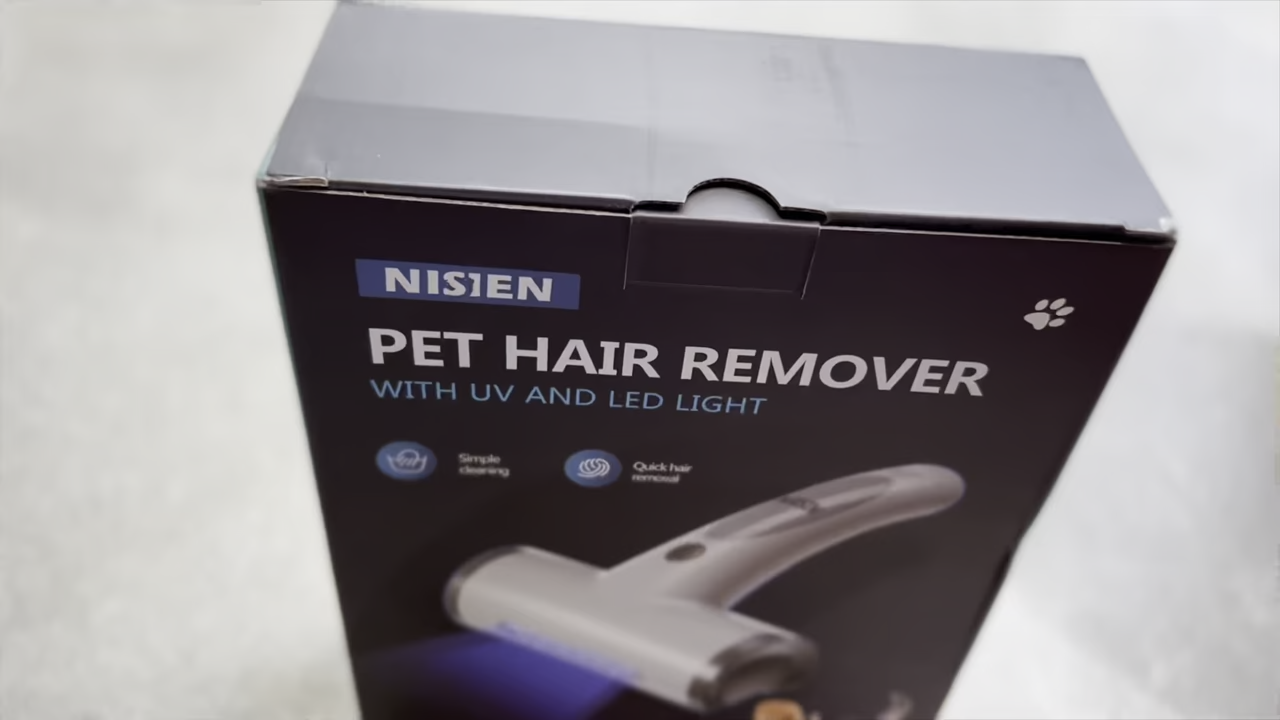 NISIEN
PET HAIR REMOVER
WITH UV AND LED LIGHT
Simple
cleaning
Quick hair
removal